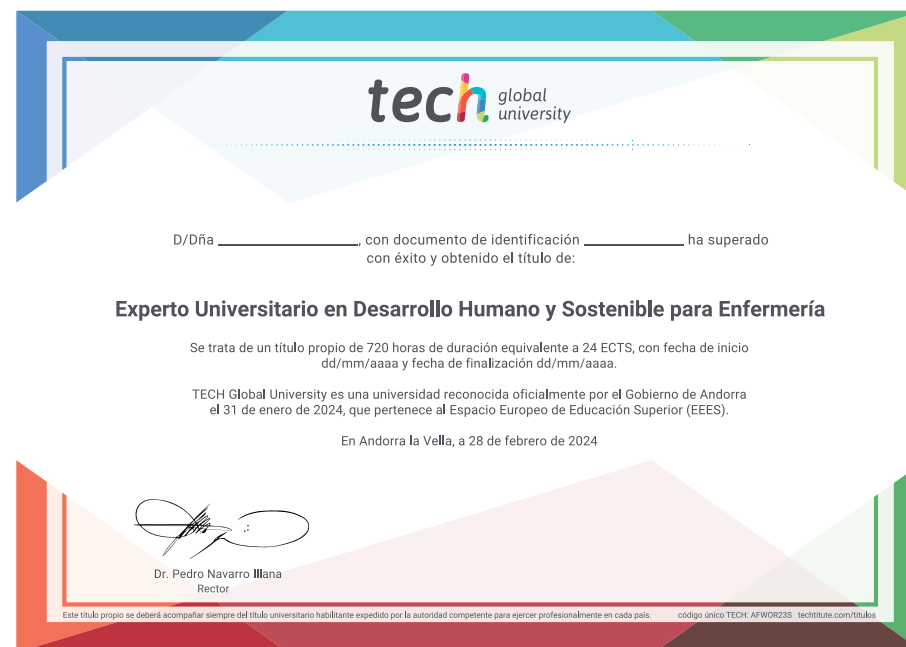 tech global university
D/Dña ____________________, con documento de identificación ______________ ha superado
con éxito y obtenido el título de:
Experto Universitario en Desarrollo Humano y Sostenible para Enfermería
Se trata de un título propio de 720 horas de duración equivalente a 24 ECTS, con fecha de inicio
dd/mm/aaaa y fecha de finalización dd/mm/aaaa.
TECH Global University es una universidad reconocida oficialmente por el Gobierno de Andorra
el 31 de enero de 2024, que pertenece al Espacio Europeo de Educación Superior (EEES).
En Andorra la Vella, a 28 de febrero de 2024
Dr. Pedro Navarro Illana
Rector
Este título propio se deberá acompañar siempre del título universitario habilitante expedido por la autoridad competente para ejercer profesionalmente en cada país. código único TECH: AFWOR23S techtitute.com/titulos